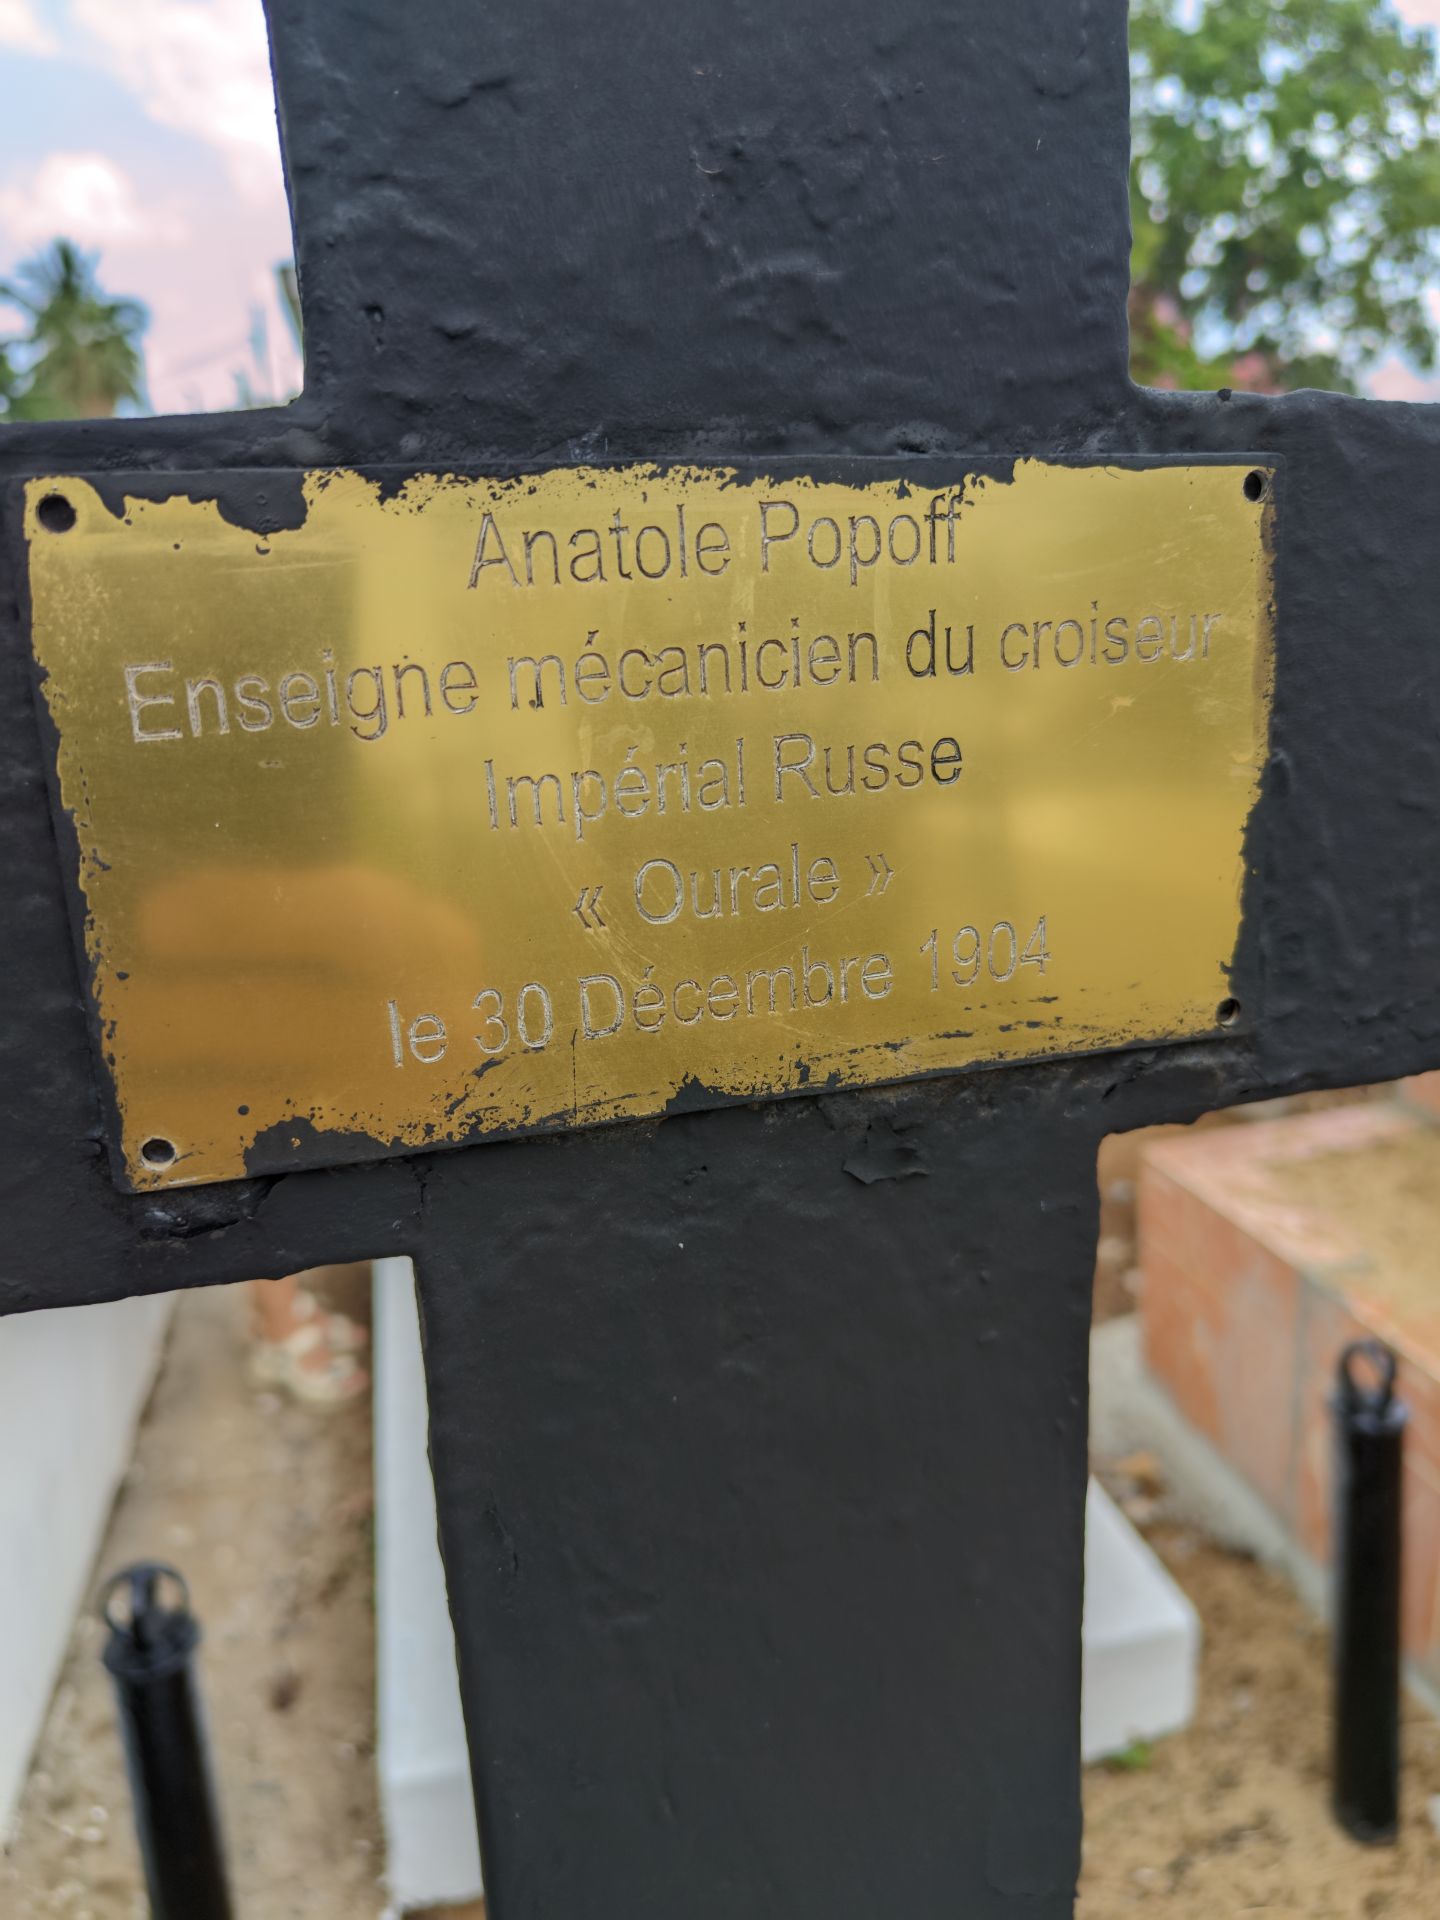 Anatole Popoff
Enseigne mécanicien du croiseur
Impérial Russe
« Ourale »
le 30 Décembre 1904